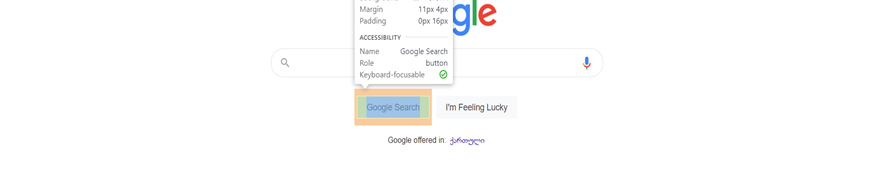 Margin 11px 4px
Padding 0px 16px
ACCESSIBILITY
Name Google Search
Role button
Keyboard-focusable
Google Search I'm Feeling Lucky
Google offered in: ქართული